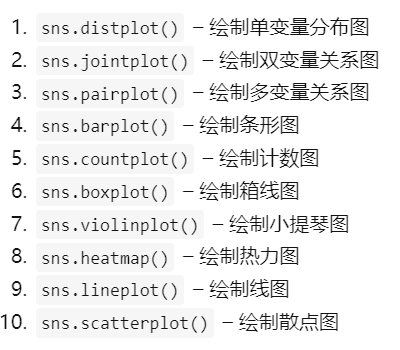 1. sns.distplot() – 绘制单变量分布图
2. sns.jointplot() – 绘制双变量关系图
3. sns.pairplot() – 绘制多变量关系图
4. sns.barplot() – 绘制条形图
5. sns.countplot() – 绘制计数图
6. sns.boxplot() – 绘制箱线图
7. sns.violinplot() – 绘制小提琴图
8. sns.heatmap() – 绘制热力图
9. sns.lineplot() – 绘制线图
10. sns.scatterplot() – 绘制散点图